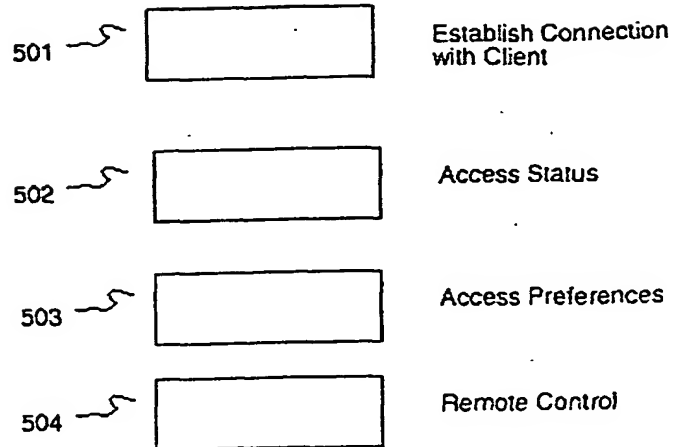 501
Establish Connection
with Client
502
Access Status
503
Access Preferences
504
Remote Control